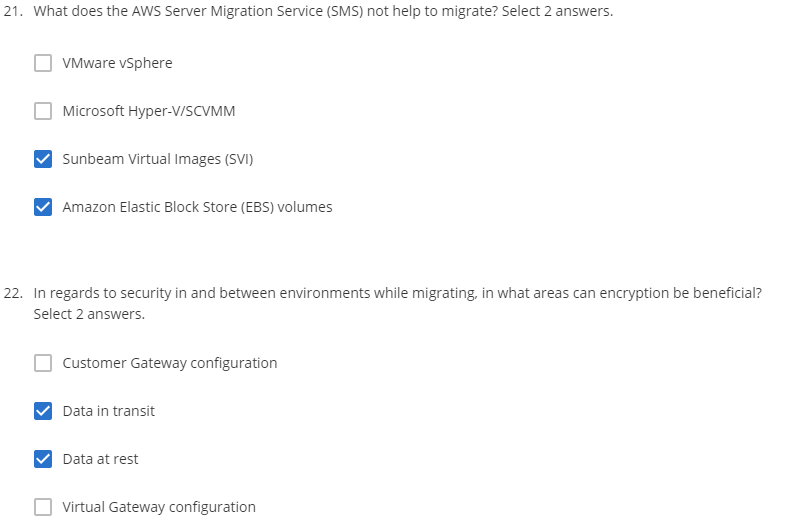 21. What does the AWS Server Migration Service (SMS) not help to migrate? Select 2 answers.
VMware vSphere
Microsoft Hyper-V/SCVMM
Sunbeam Virtual Images (SVI)
Amazon Elastic Block Store (EBS) volumes
22. In regards to security in and between environments while migrating, in what areas can encryption be beneficial?
Select 2 answers.
Customer Gateway configuration
Data in transit
Data at rest
Virtual Gateway configuration